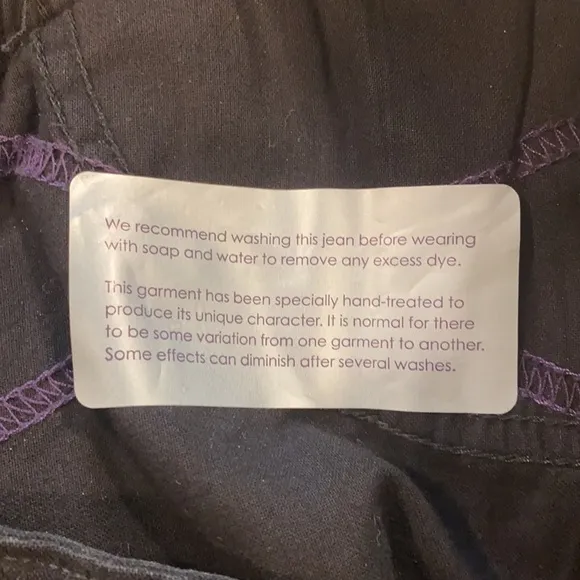 We recommend washing this jean before wearing
with soap and water to remove any excess dye.
This garment has been specially hand-treated to
produce its unique character. It is normal for there
to be some variation from one garment to another.
Some effects can diminish after several washes.